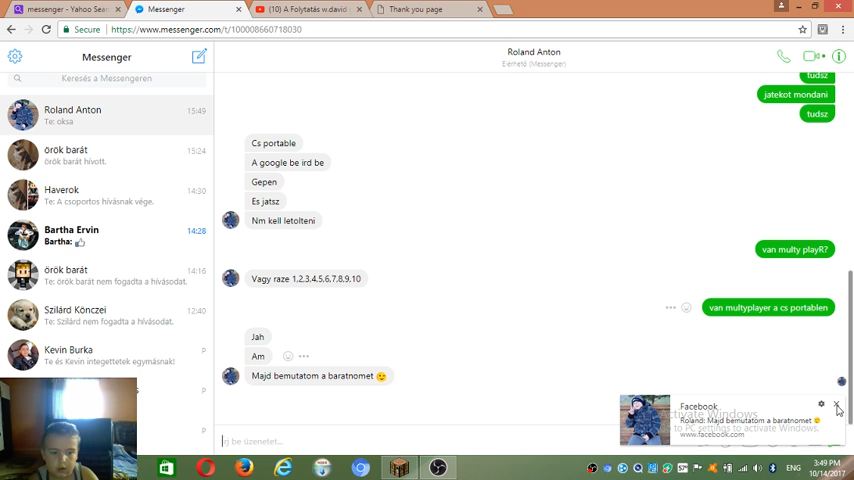 messenger - Yahoo Sear
Messenger
(10) A Folytatás w.david
Thank you page
Secure
https://www.messenger.com/t/100008660718030
Messenger
Roland Anton
Elérhető (Messenger)
Keresés a Messengeren
Roland Anton 15:49
Te: oksa
örök barát 15:24
örök barát hívott.
Haverok 14:30
Te: A csoportos hívásnak vége.
Bartha Ervin 14:28
Bartha:
örök barát 14:16
Te: örök barát nem fogadta a hívásodat.
Szilárd Könczei 12:40
Te: Szilárd nem fogadta a hívásodat.
Kevin Burka P
Te és Kevin integettetek egymásnak!
P
P
tudsz
jatekot mondani
tudsz
Cs portable
A google be ird be
Gepen
Es jatsz
Nm kell letolteni
van multy playR?
Vagy raze 1,2,3,4,5,6,7,8,9,10
van multyplayer a cs portablen
Jah
Am
Majd bemutatom a baratnomet
Facebook
Roland: Majd bemutatom a baratnomet
www.facebook.com
Activate Windows
to PC settings to activate Windows.
g be üzenetet...
ENG
3:49 PM
10/14/2017